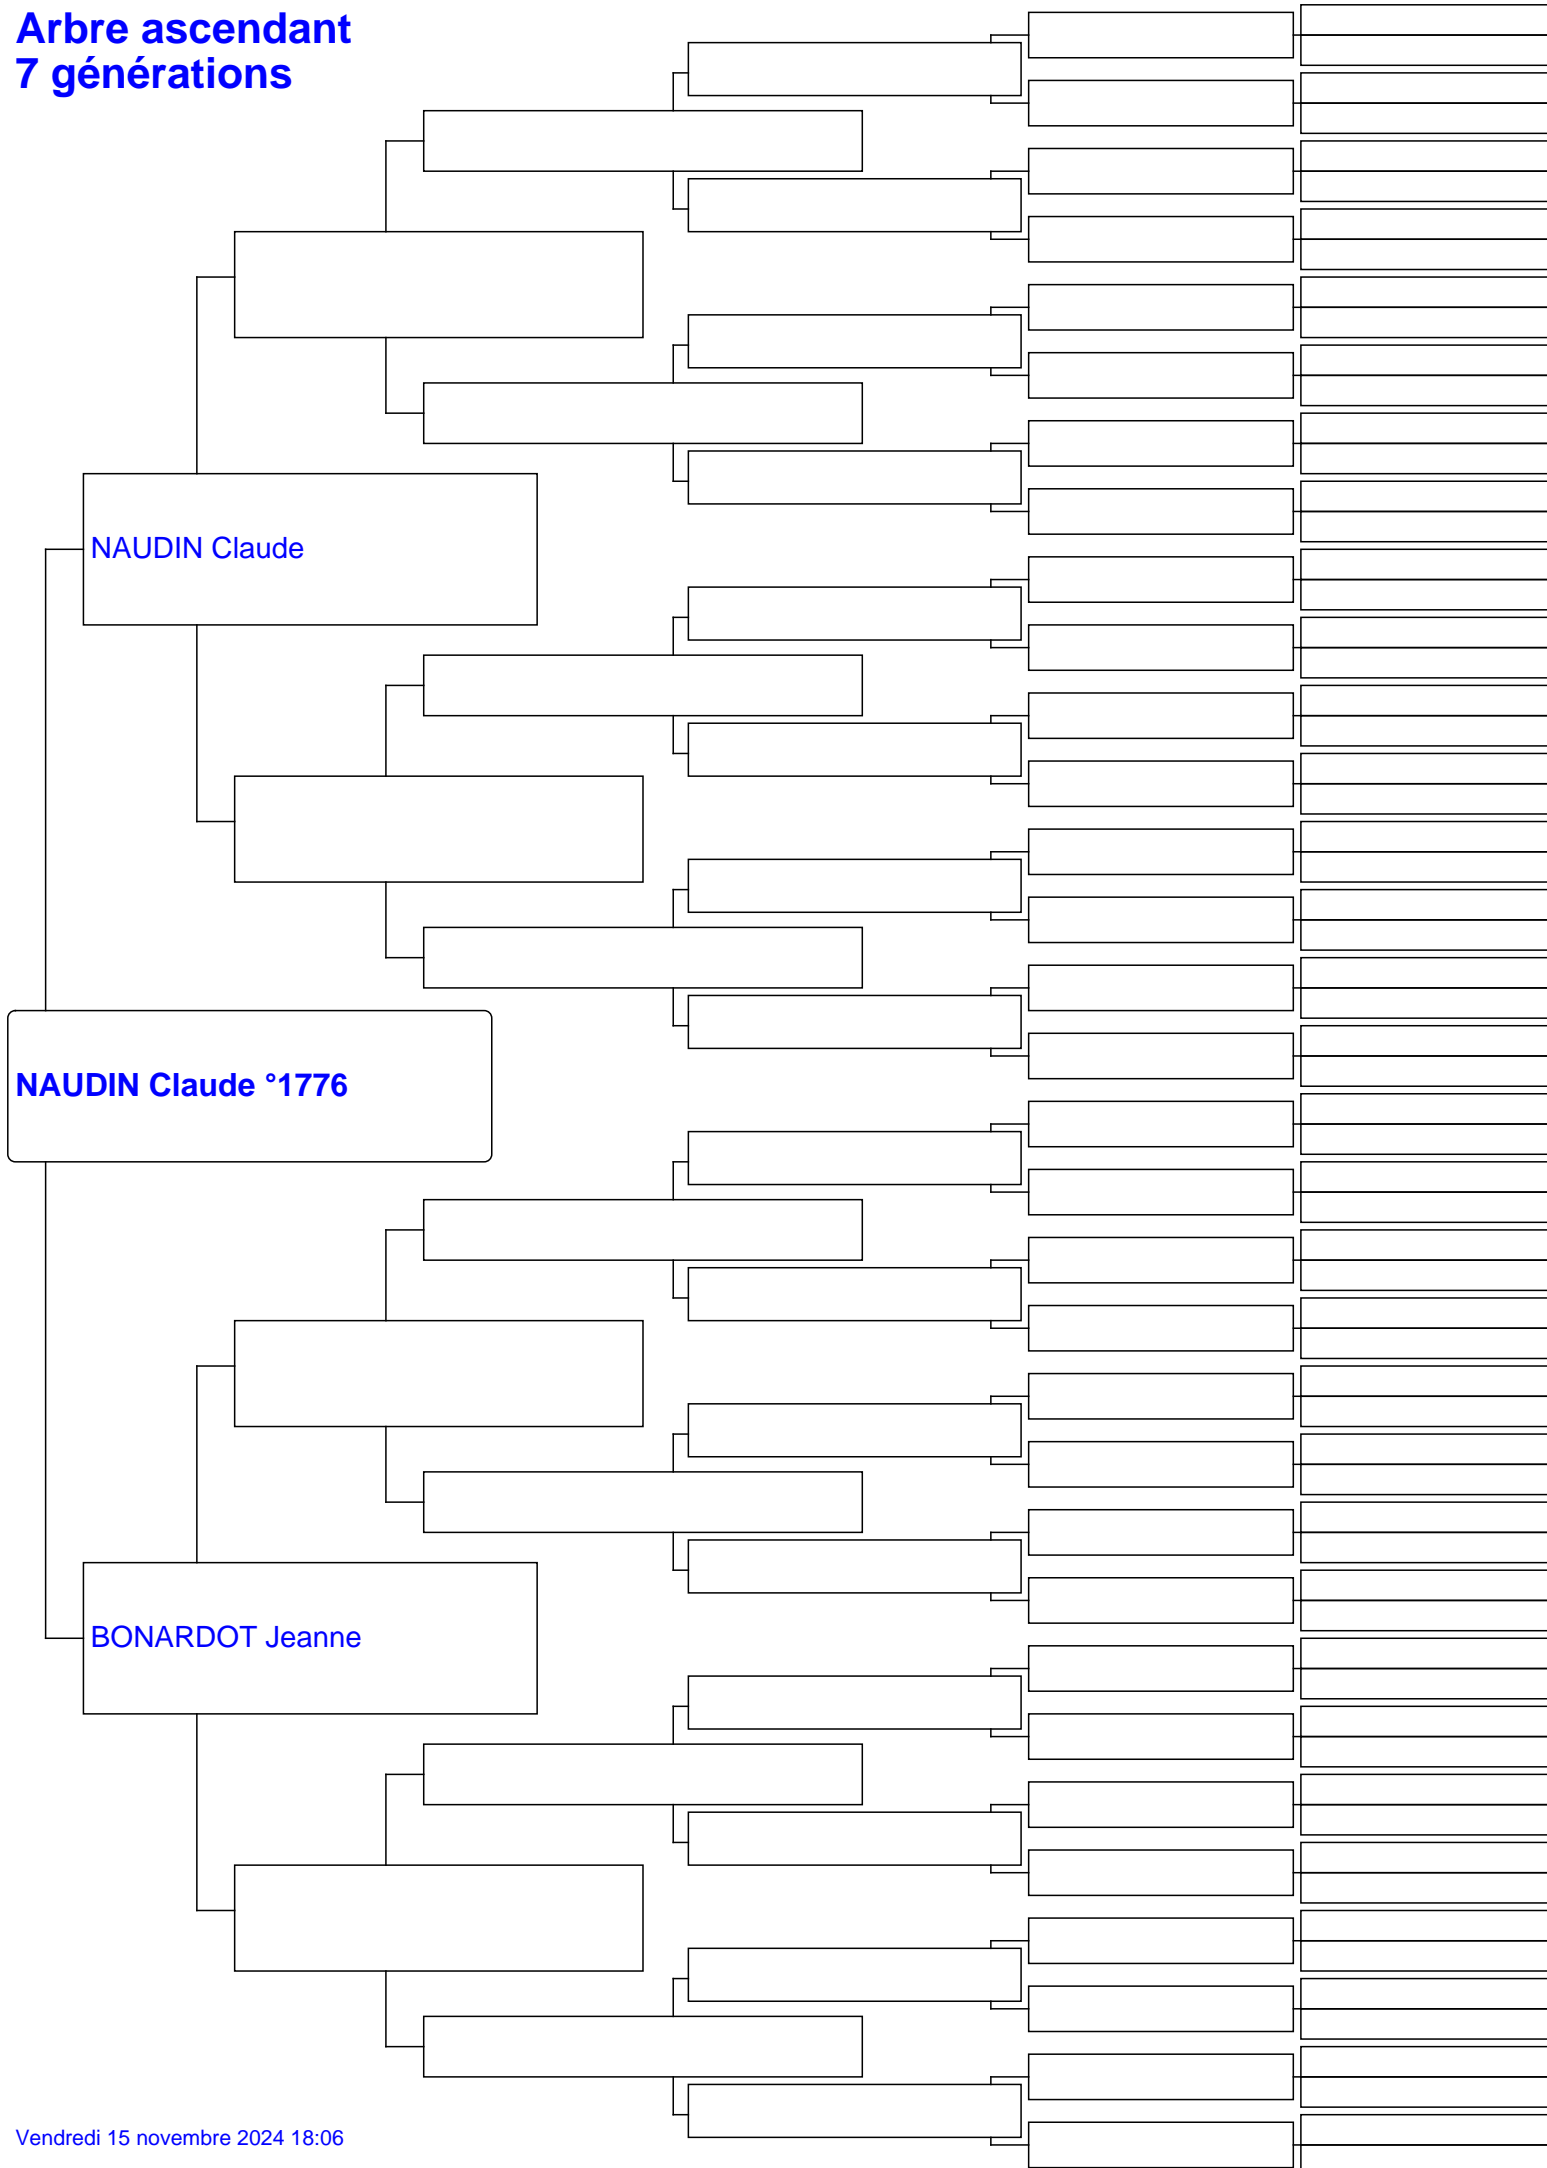 Arbre ascendant
7 générations
NAUDIN Claude
NAUDIN Claude °1776
BONARDOT Jeanne
Vendredi 15 novembre 2024 18:06